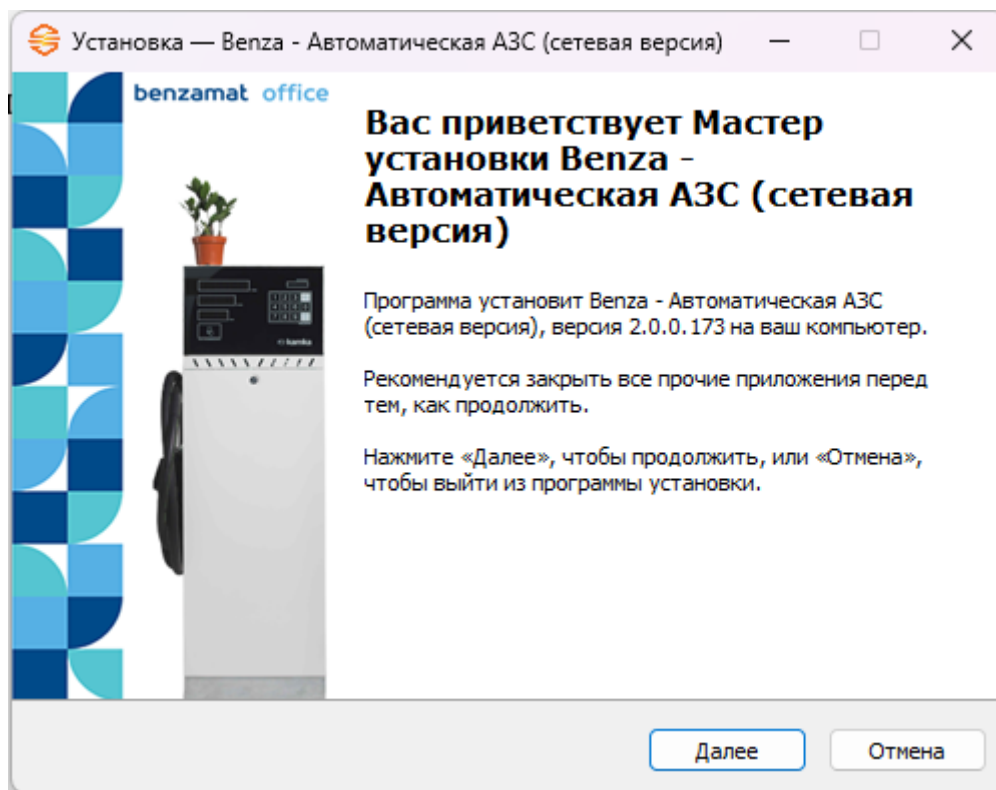 Установка — Benza - Автоматическая АЗС (сетевая версия)
benzamat office
Вас приветствует Мастер
установки Benza -
Автоматическая АЗС (сетевая
версия)
Программа установит Benza - Автоматическая АЗС
(сетевая версия), версия 2.0.0.173 на ваш компьютер.
Рекомендуется закрыть все прочие приложения перед
тем, как продолжить.
Нажмите «Далее», чтобы продолжить, или «Отмена»,
чтобы выйти из программы установки.
Далее
Отмена